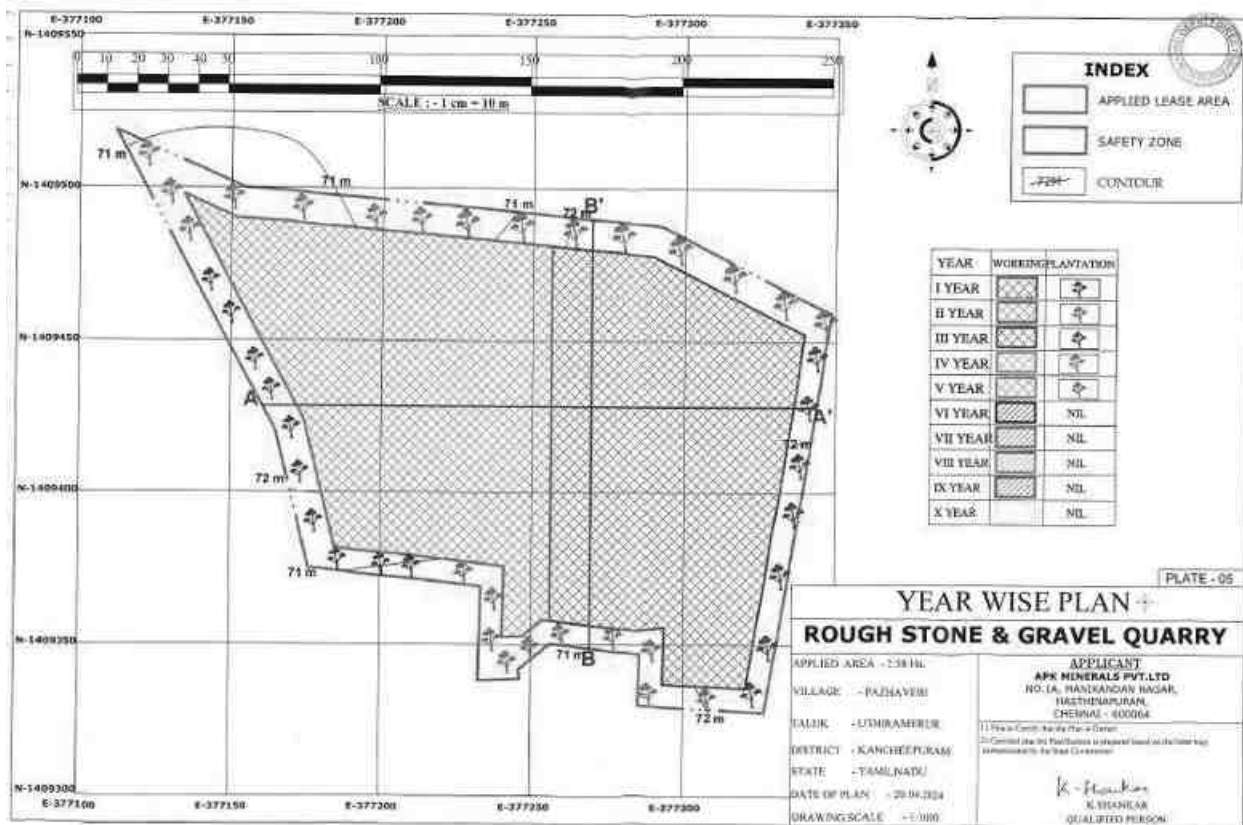 E-377100 E-377150 E-377200 E-377250 E-377300 E-377350
N-1409550
0 10 20 30 40 50 100 150 200 250
SCALE : - 1 cm = 10 m
INDEX
APPLIED LEASE AREA
SAFETY ZONE
72M CONTOUR
71 m
N-1409500
71 m
71 m
72 m
B'
YEAR WORKING PLANTATION
I YEAR
II YEAR
III YEAR
IV YEAR
V YEAR
VI YEAR NIL
VII YEAR NIL
VIII YEAR NIL
IX YEAR NIL
X YEAR NIL
N-1409450
A
A'
72 m
72 m
N-1409400
71 m
N-1409350
71 m
B
72 m
N-1409300
E-377100 E-377150 E-377200 E-377250 E-377300
PLATE - 05
YEAR WISE PLAN
ROUGH STONE & GRAVEL QUARRY
APPLIED AREA - 2.58 Ha.
VILLAGE - PAZHAVERI
TALUK - UTHIRAMERUR
DISTRICT - KANCHEEPURAM
STATE - TAMILNADU
DATE OF PLAN - 20.04.2024
DRAWING SCALE - 1:1000
APPLICANT
APK MINERALS PVT.LTD
NO.1A, MANIKANDAN NAGAR,
HASTHINAPURAM,
CHENNAI - 600064
K. Shankar
K.SHANKAR
QUALIFIED PERSON